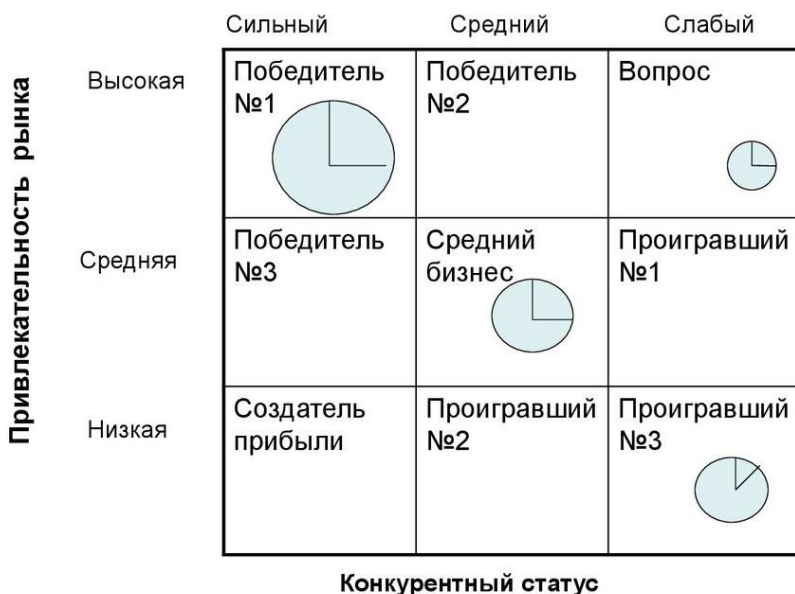 Сильный Средний Слабый
Привлекательность рынка
Высокая
Победитель
№1
Победитель
№2
Вопрос
Средняя
Победитель
№3
Средний
бизнес
Проигравший
№1
Низкая
Создатель
прибыли
Проигравший
№2
Проигравший
№3
Конкурентный статус